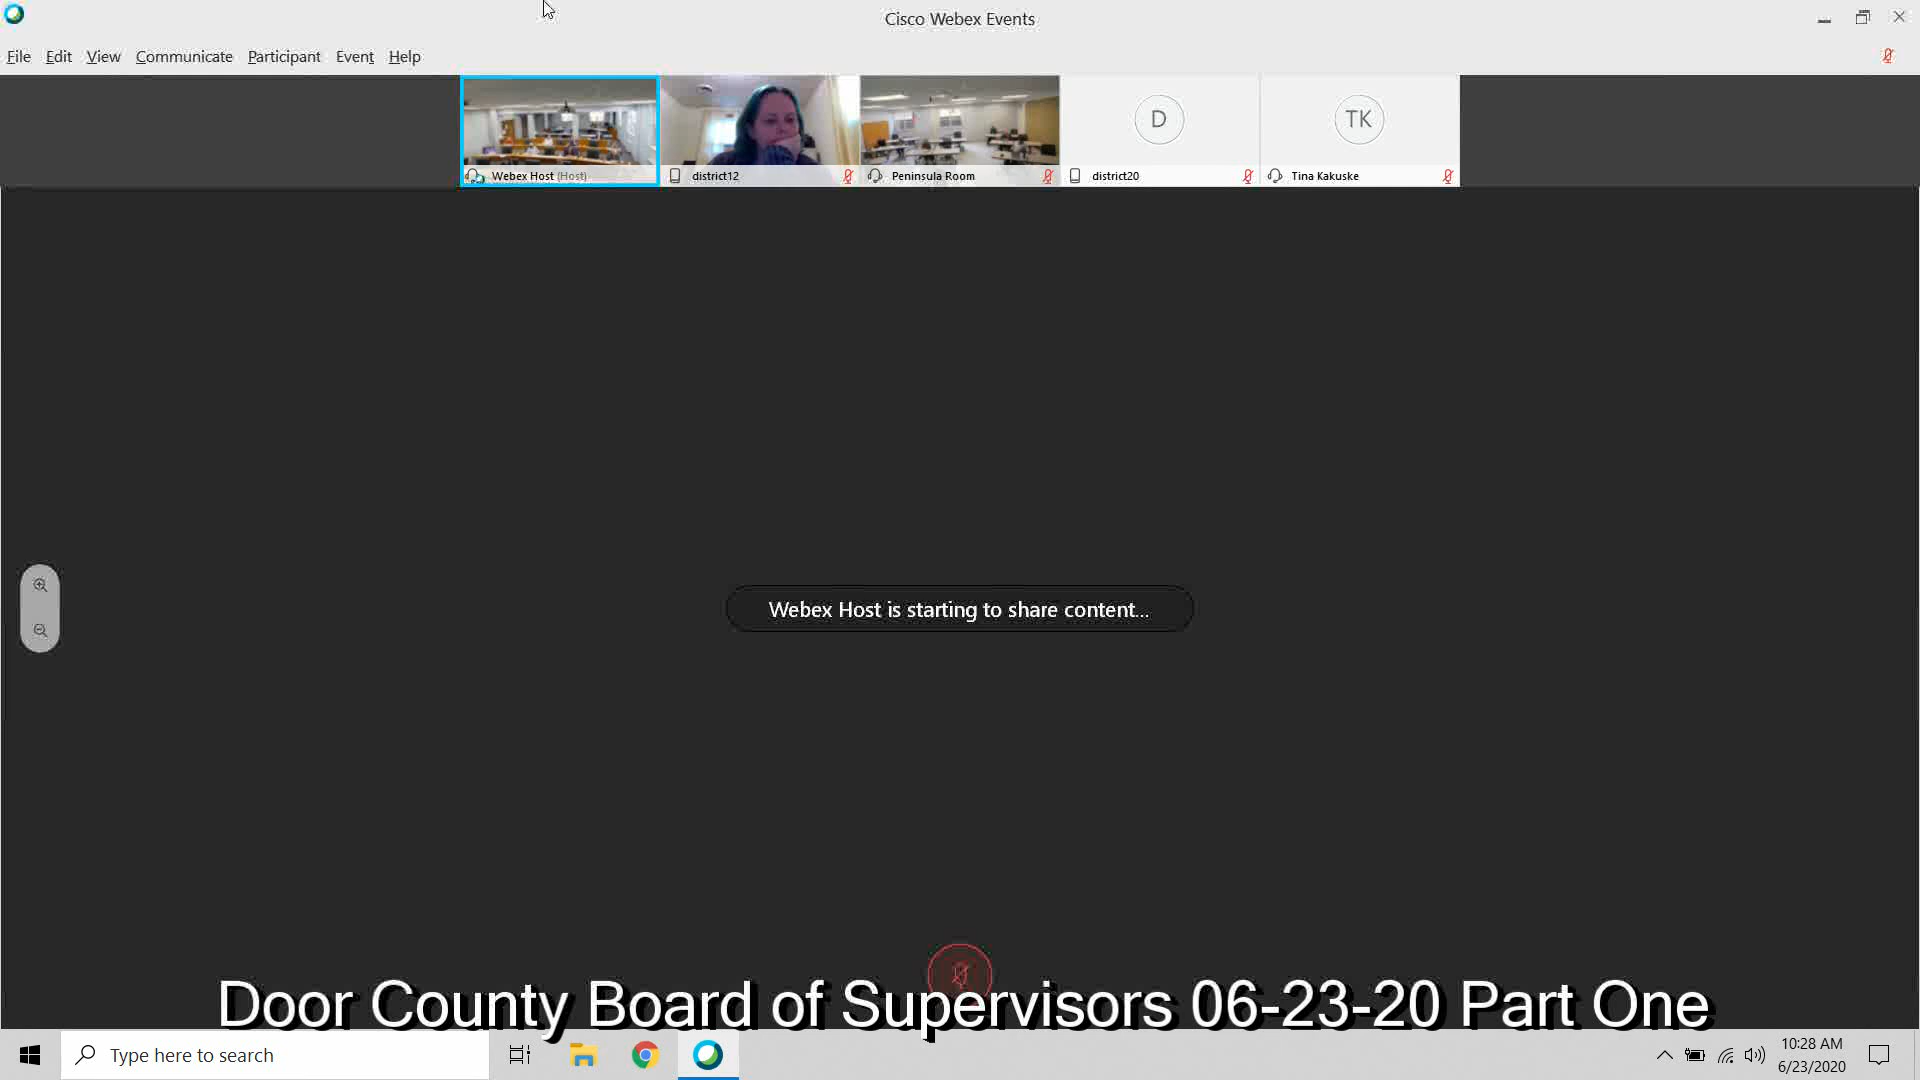 Cisco Webex Events
File Edit View Communicate Participant Event Help
D
TK
Webex Host (Host)
district12
Peninsula Room
district20
Tina Kakuske
Webex Host is starting to share content...
Door County Board of Supervisors 06-23-20 Part One
Type here to search
10:28 AM
6/23/2020